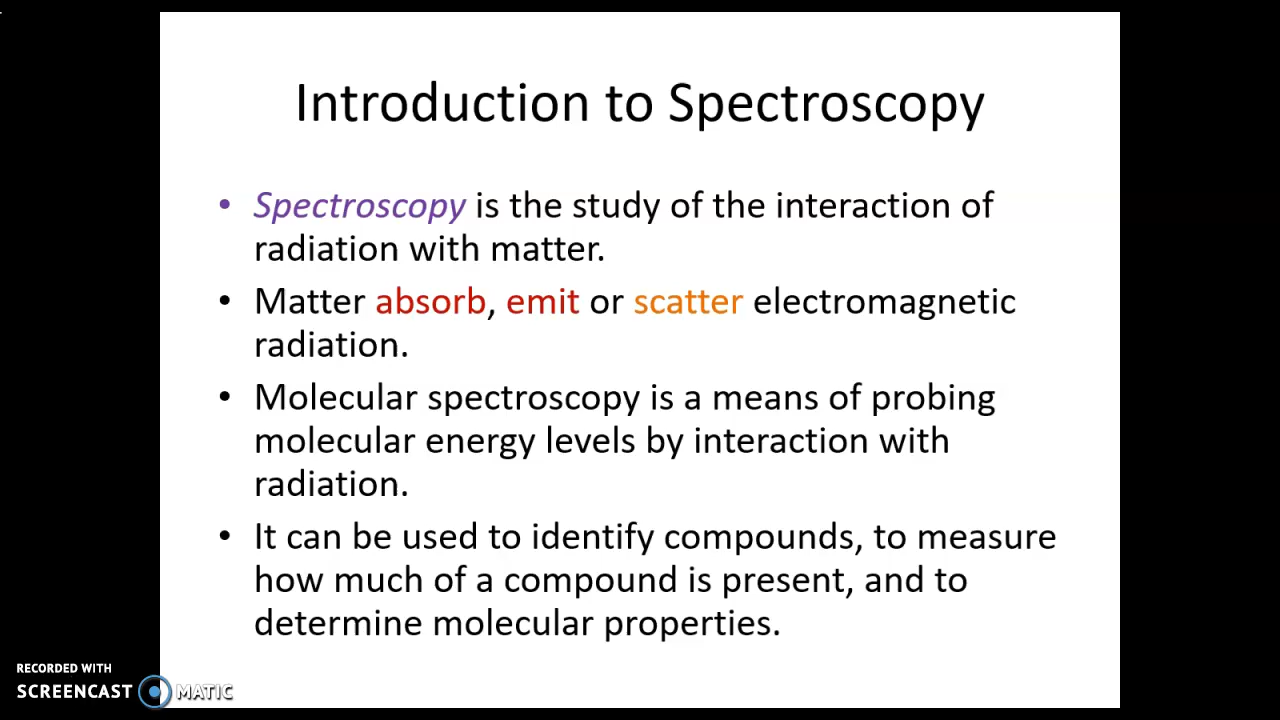 Introduction to Spectroscopy
• Spectroscopy is the study of the interaction of
radiation with matter.
• Matter absorb, emit or scatter electromagnetic
radiation.
• Molecular spectroscopy is a means of probing
molecular energy levels by interaction with
radiation.
• It can be used to identify compounds, to measure
how much of a compound is present, and to
determine molecular properties.
RECORDED WITH
SCREENCAST MATIC